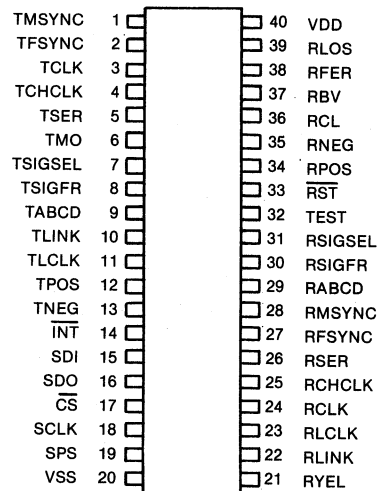 TMSYNC 1 40 VDD
TFSYNC 2 39 RLOS
TCLK 3 38 RFER
TCHCLK 4 37 RBV
TSER 5 36 RCL
TMO 6 35 RNEG
TSIGSEL 7 34 RPOS
TSIGFR 8 33 R̅S̅T̅
TABCD 9 32 TEST
TLINK 10 31 RSIGSEL
TLCLK 11 30 RSIGFR
TPOS 12 29 RABCD
TNEG 13 28 RMSYNC
I̅N̅T̅ 14 27 RFSYNC
SDI 15 26 RSER
SDO 16 25 RCHCLK
C̅S̅ 17 24 RCLK
SCLK 18 23 RLCLK
SPS 19 22 RLINK
VSS 20 21 RYEL